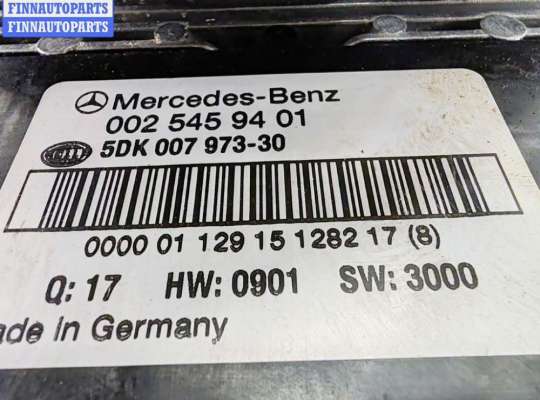 FINNAUTOPARTS
FINNAUTOPARTS
Mercedes-Benz
002 545 94 01
HELLA 5DK 007 973-30
0000 01 129 15 1282 17 (8)
Q: 17 HW: 0901 SW: 3000
ade in Germany